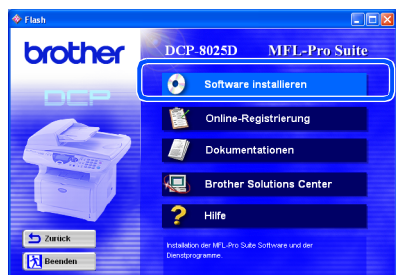 Flash
brother
DCP-8025D MFL-Pro Suite
DCP
Software installieren
Online-Registrierung
Dokumentationen
Brother Solutions Center
Hilfe
Zurück
Beenden
Installation der MFL-Pro Suite Software und der
Dienstprogramme.